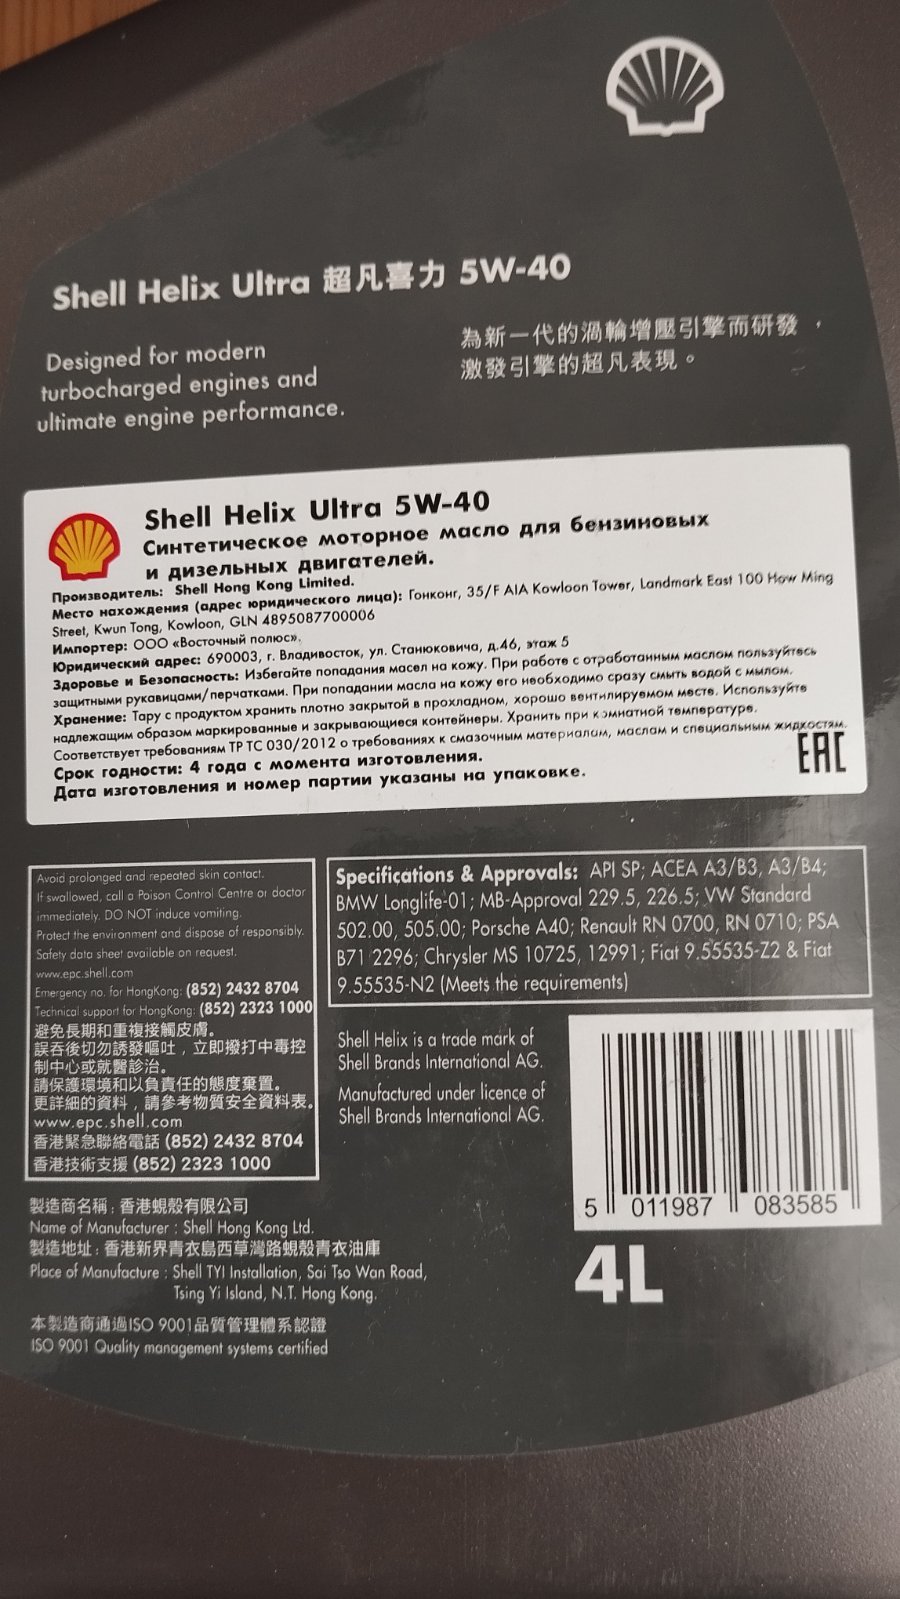 Shell Helix Ultra 超凡喜力 5W-40
Designed for modern
turbocharged engines and
ultimate engine performance.
為新一代的渦輪增壓引擎而研發，
激發引擎的超凡表現。
Shell Helix Ultra 5W-40
Синтетическое моторное масло для бензиновых
и дизельных двигателей.
Производитель: Shell Hong Kong Limited.
Место нахождения (адрес юридического лица): Гонконг, 35/F AIA Kowloon Tower, Landmark East 100 How Ming
Street, Kwun Tong, Kowloon, GLN 4895087700006
Импортер: ООО «Восточный полюс».
Юридический адрес: 690003, г. Владивосток, ул. Станюковича, д.46, этаж 5
Здоровье и Безопасность: Избегайте попадания масел на кожу. При работе с отработанным маслом пользуйтесь
защитными рукавицами/перчатками. При попадании масла на кожу его необходимо сразу смыть водой с мылом.
Хранение: Тару с продуктом хранить плотно закрытой в прохладном, хорошо вентилируемом месте. Используйте
надлежащим образом маркированные и закрывающиеся контейнеры. Хранить при комнатной температуре.
Соответствует требованиям ТР ТС 030/2012 о требованиях к смазочным материалам, маслам и специальным жидкостям.
Срок годности: 4 года с момента изготовления.
Дата изготовления и номер партии указаны на упаковке.
EAC
Avoid prolonged and repeated skin contact.
If swallowed, call a Poison Control Centre or doctor
immediately. DO NOT induce vomiting.
Protect the environment and dispose of responsibly.
Safety data sheet available on request.
www.epc.shell.com
Emergency no. for HongKong: (852) 2432 8704
Technical support for HongKong: (852) 2323 1000
避免長期和重複接觸皮膚。
誤吞後切勿誘發嘔吐，立即撥打中毒控
制中心或就醫診治。
請保護環境和以負責任的態度棄置。
更詳細的資料，請參考物質安全資料表。
www.epc.shell.com
香港緊急聯絡電話 (852) 2432 8704
香港技術支援 (852) 2323 1000
Specifications & Approvals: API SP; ACEA A3/B3, A3/B4;
BMW Longlife-01; MB-Approval 229.5, 226.5; VW Standard
502.00, 505.00; Porsche A40; Renault RN 0700, RN 0710; PSA
B71 2296; Chrysler MS 10725, 12991; Fiat 9.55535-Z2 & Fiat
9.55535-N2 (Meets the requirements)
Shell Helix is a trade mark of
Shell Brands International AG.
Manufactured under licence of
Shell Brands International AG.
5 011987 083585
4L
製造商名稱：香港蜆殼有限公司
Name of Manufacturer : Shell Hong Kong Ltd.
製造地址：香港新界青衣島西草灣路蜆殼青衣油庫
Place of Manufacture : Shell TYI Installation, Sai Tso Wan Road,
Tsing Yi Island, N.T. Hong Kong.
本製造商通過ISO 9001品質管理體系認證
ISO 9001 Quality management systems certified